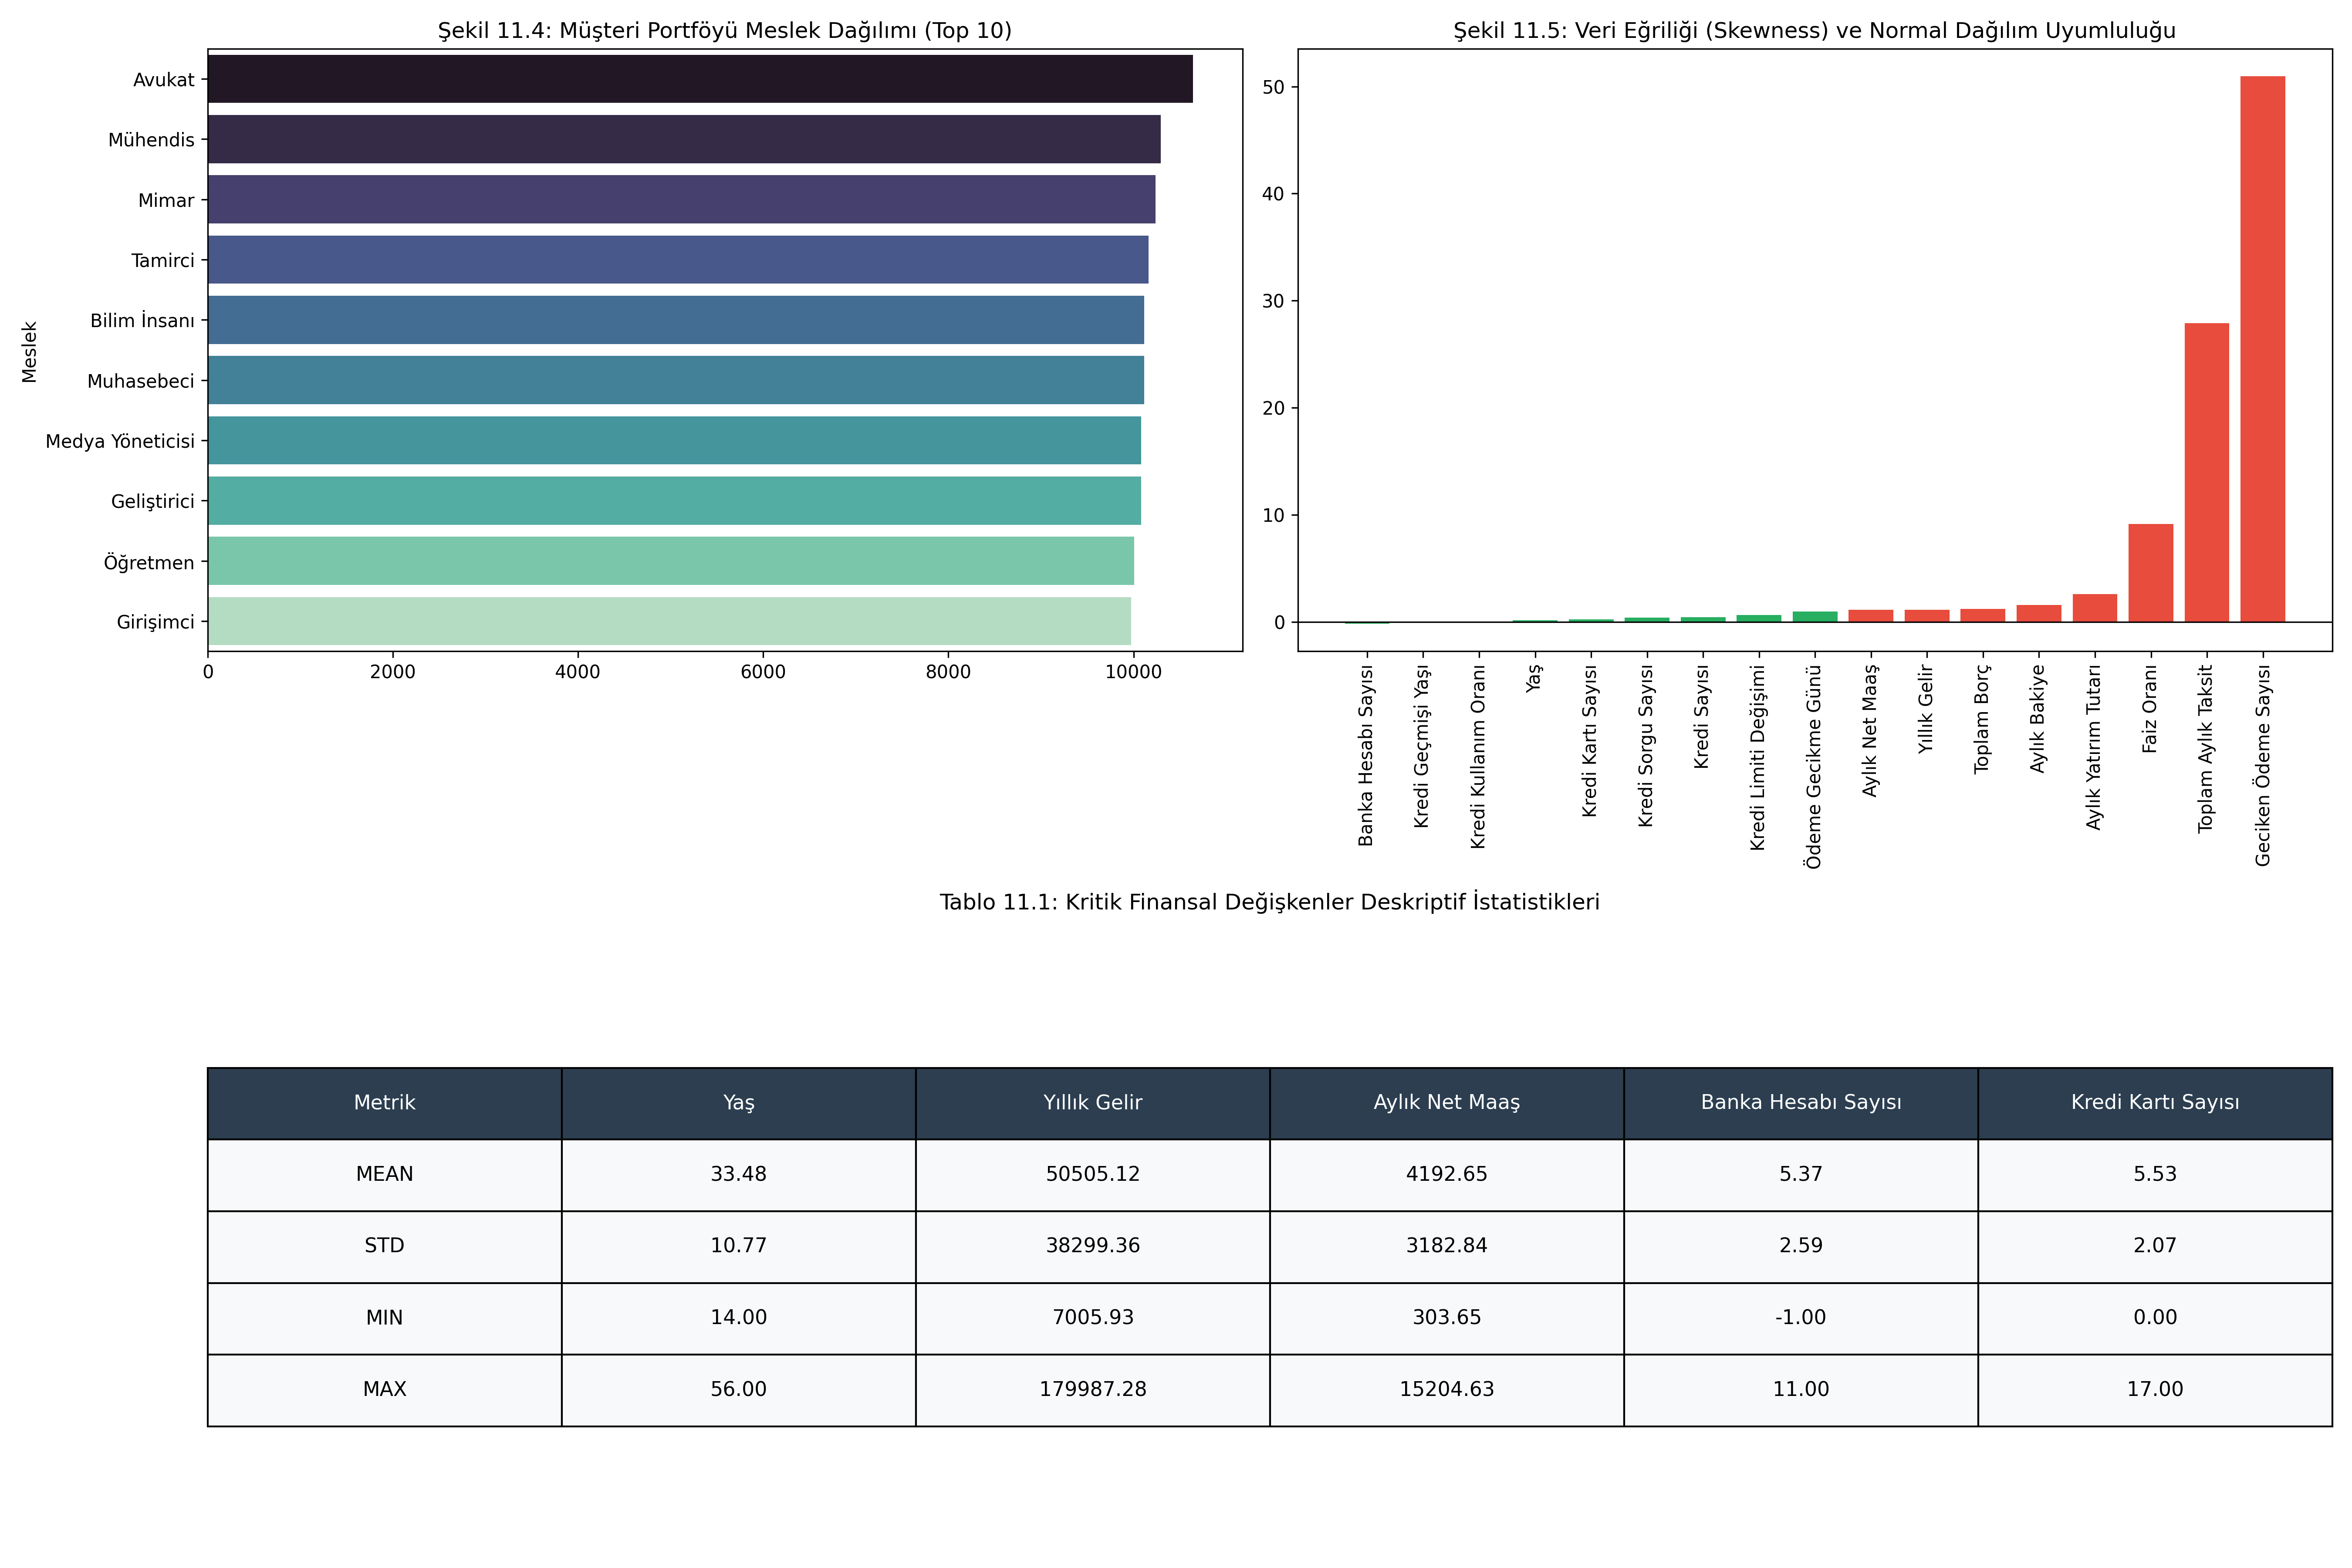 Şekil 11.4: Müşteri Portföyü Meslek Dağılımı (Top 10)
Meslek
Avukat
Mühendis
Mimar
Tamirci
Bilim İnsanı
Muhasebeci
Medya Yöneticisi
Geliştirici
Öğretmen
Girişimci
0 2000 4000 6000 8000 10000
Şekil 11.5: Veri Eğriliği (Skewness) ve Normal Dağılım Uyumluluğu
50
40
30
20
10
0
Banka Hesabı Sayısı
Kredi Geçmişi Yaşı
Kredi Kullanım Oranı
Yaş
Kredi Kartı Sayısı
Kredi Sorgu Sayısı
Kredi Sayısı
Kredi Limiti Değişimi
Ödeme Gecikme Günü
Aylık Net Maaş
Yıllık Gelir
Toplam Borç
Aylık Bakiye
Aylık Yatırım Tutarı
Faiz Oranı
Toplam Aylık Taksit
Geciken Ödeme Sayısı
Tablo 11.1: Kritik Finansal Değişkenler Deskriptif İstatistikleri
Metrik Yaş Yıllık Gelir Aylık Net Maaş Banka Hesabı Sayısı Kredi Kartı Sayısı
MEAN 33.48 50505.12 4192.65 5.37 5.53
STD 10.77 38299.36 3182.84 2.59 2.07
MIN 14.00 7005.93 303.65 -1.00 0.00
MAX 56.00 179987.28 15204.63 11.00 17.00